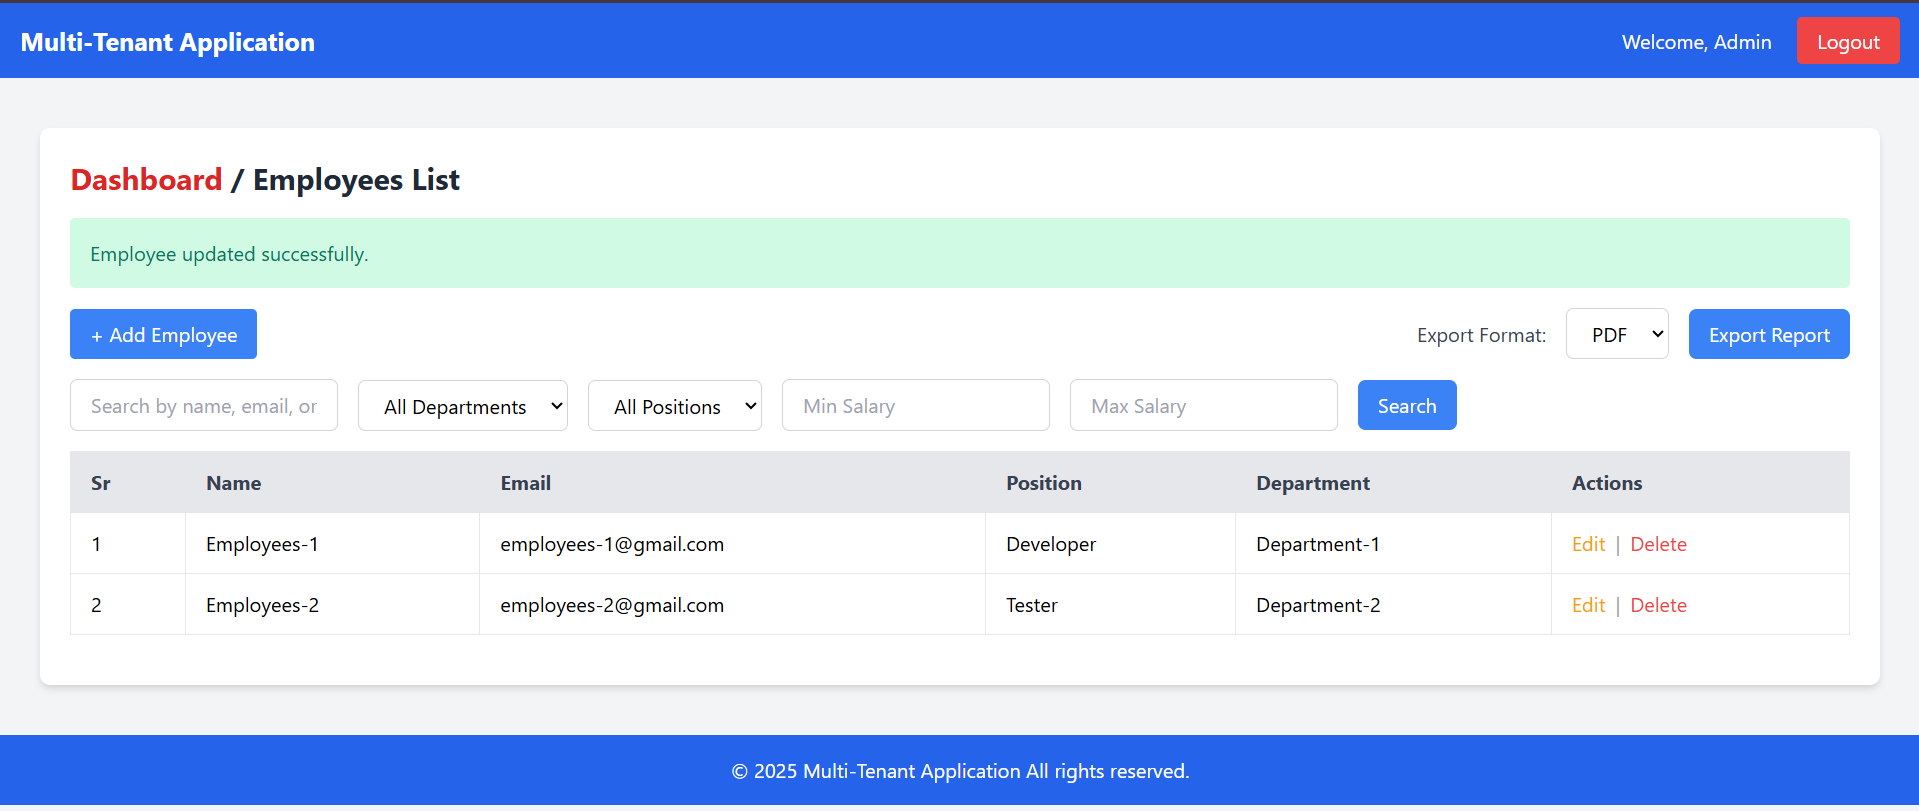 Multi-Tenant Application Welcome, Admin Logout
Dashboard / Employees List
Employee updated successfully.
+ Add Employee Export Format: PDF Export Report
Search by name, email, or All Departments All Positions Min Salary Max Salary Search
Sr Name Email Position Department Actions
1 Employees-1 employees-1@gmail.com Developer Department-1 Edit | Delete
2 Employees-2 employees-2@gmail.com Tester Department-2 Edit | Delete
© 2025 Multi-Tenant Application All rights reserved.